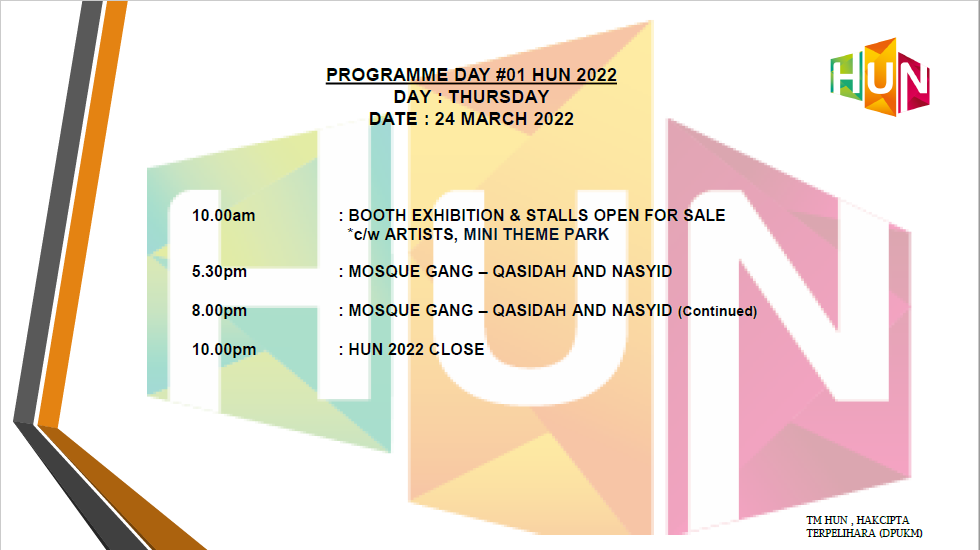 PROGRAMME DAY #01 HUN 2022
DAY : THURSDAY
DATE : 24 MARCH 2022
HUN
10.00am : BOOTH EXHIBITION & STALLS OPEN FOR SALE
*c/w ARTISTS, MINI THEME PARK
5.30pm : MOSQUE GANG – QASIDAH AND NASYID
8.00pm : MOSQUE GANG – QASIDAH AND NASYID (Continued)
10.00pm : HUN 2022 CLOSE
HUN
TM HUN , HAKCIPTA
TERPELIHARA (DPUKM)